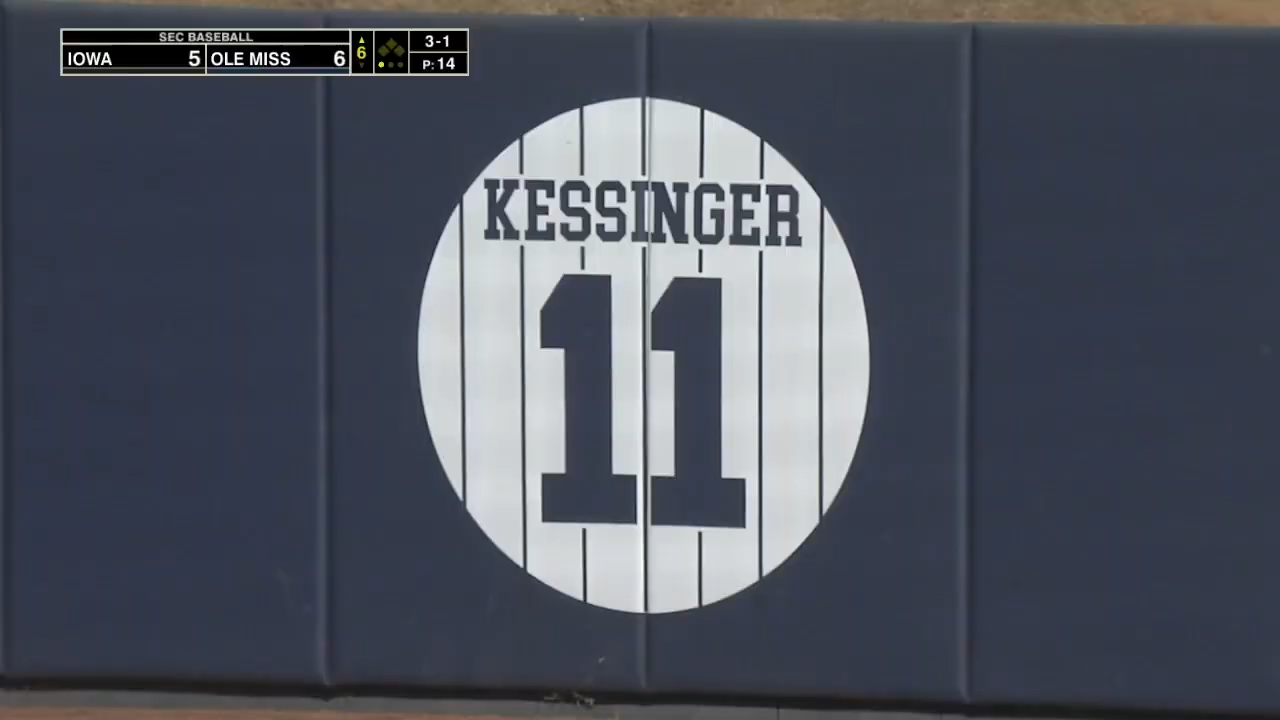 SEC BASEBALL
IOWA 5 OLE MISS 6 ▲ 6 ▼ 3-1
P: 14
KESSINGER
11